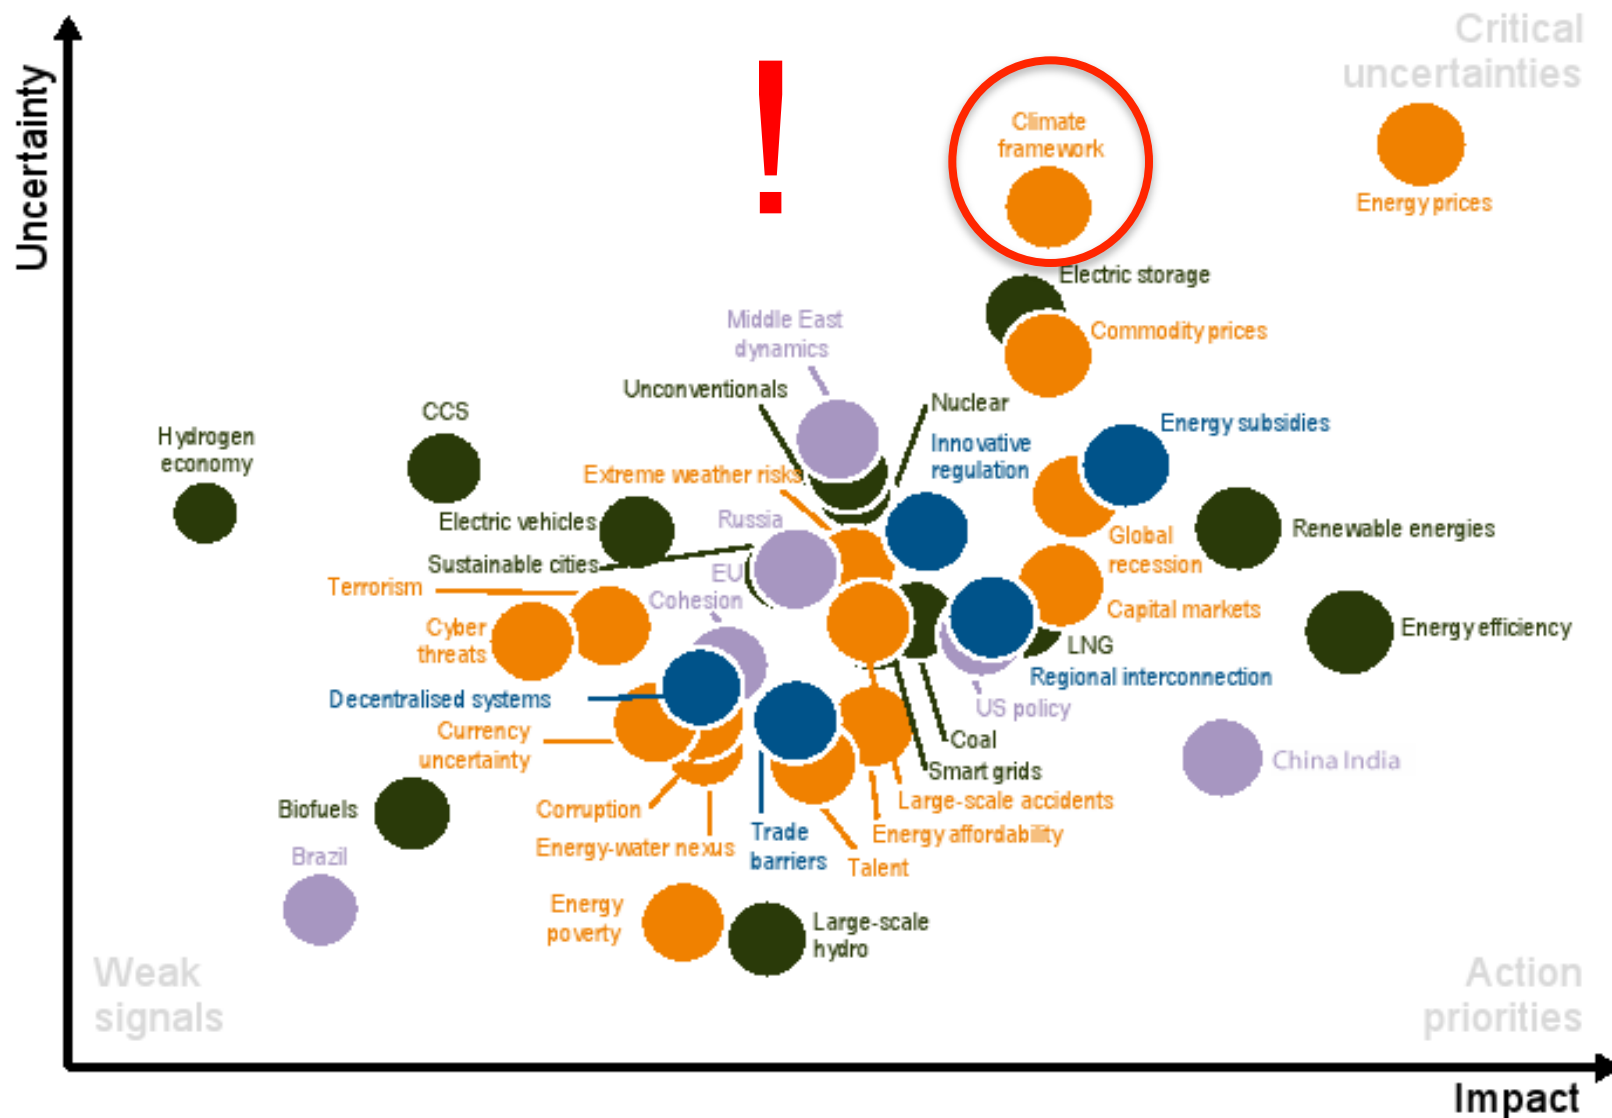 Critical
uncertainties
Uncertainty
!
Climate
framework
Energy prices
Electric storage
Commodity prices
Middle East
dynamics
Unconventionals
Nuclear
CCS
Energy subsidies
Hydrogen
economy
Innovative
regulation
Extreme weather risks
Russia
Electric vehicles
Renewable energies
Global
recession
Sustainable cities
EU
Cohesion
Terrorism
Capital markets
Cyber
threats
Energy efficiency
LNG
Regional interconnection
Decentralised systems
US policy
Currency
uncertainty
Coal
China India
Smart grids
Biofuels
Corruption
Large-scale accidents
Energy-water nexus
Trade
barriers
Energy affordability
Talent
Brazil
Energy
poverty
Large-scale
hydro
Weak
signals
Action
priorities
Impact